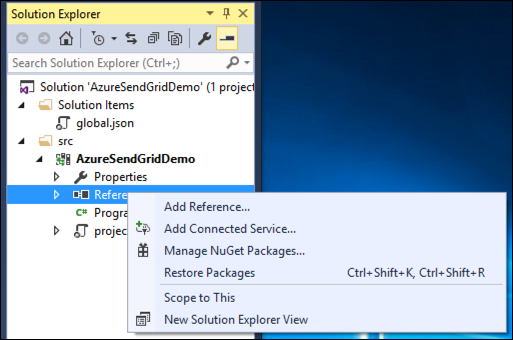 Solution Explorer
Search Solution Explorer (Ctrl+;)
Solution 'AzureSendGridDemo' (1 projec
Solution Items
global.json
src
AzureSendGridDemo
Properties
Refere
C# Progra
projec
Add Reference...
Add Connected Service...
Manage NuGet Packages...
Restore Packages Ctrl+Shift+K, Ctrl+Shift+R
Scope to This
New Solution Explorer View